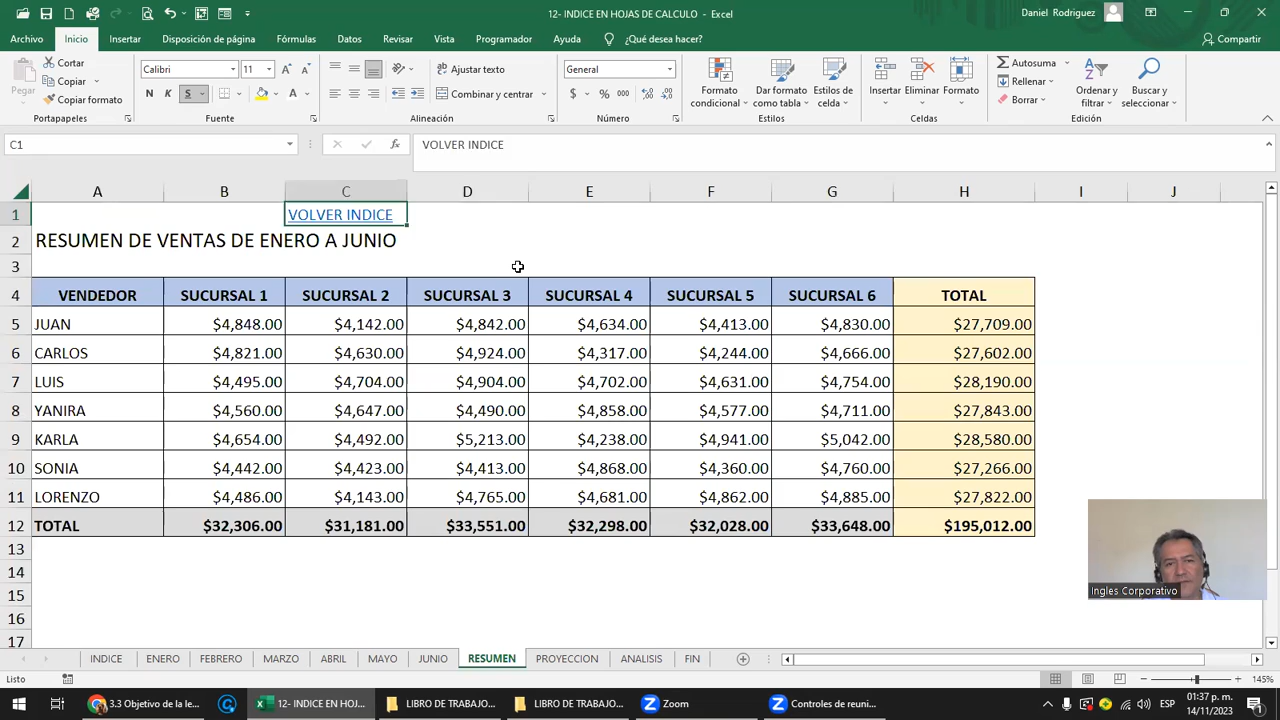 12- INDICE EN HOJAS DE CALCULO - Excel
Daniel Rodriguez
Archivo Inicio Insertar Disposición de página Fórmulas Datos Revisar Vista Programador Ayuda ¿Qué desea hacer? Compartir
Pegar
Cortar
Copiar
Copiar formato
Portapapeles
Calibri 11
N K S
Fuente
Ajustar texto
Combinar y centrar
Alineación
General
$ % 000
Número
Formato condicional
Dar formato como tabla
Estilos de celda
Estilos
Insertar Eliminar Formato
Celdas
Autosuma
Rellenar
Borrar
Ordenar y filtrar
Buscar y seleccionar
Edición
C1 fx VOLVER INDICE
A B C D E F G H I J
1 VOLVER INDICE
2 RESUMEN DE VENTAS DE ENERO A JUNIO
3
4 VENDEDOR SUCURSAL 1 SUCURSAL 2 SUCURSAL 3 SUCURSAL 4 SUCURSAL 5 SUCURSAL 6 TOTAL
5 JUAN $4,848.00 $4,142.00 $4,842.00 $4,634.00 $4,413.00 $4,830.00 $27,709.00
6 CARLOS $4,821.00 $4,630.00 $4,924.00 $4,317.00 $4,244.00 $4,666.00 $27,602.00
7 LUIS $4,495.00 $4,704.00 $4,904.00 $4,702.00 $4,631.00 $4,754.00 $28,190.00
8 YANIRA $4,560.00 $4,647.00 $4,490.00 $4,858.00 $4,577.00 $4,711.00 $27,843.00
9 KARLA $4,654.00 $4,492.00 $5,213.00 $4,238.00 $4,941.00 $5,042.00 $28,580.00
10 SONIA $4,442.00 $4,423.00 $4,413.00 $4,868.00 $4,360.00 $4,760.00 $27,266.00
11 LORENZO $4,486.00 $4,143.00 $4,765.00 $4,681.00 $4,862.00 $4,885.00 $27,822.00
12 TOTAL $32,306.00 $31,181.00 $33,551.00 $32,298.00 $32,028.00 $33,648.00 $195,012.00
13
14
15
16
17
Ingles Corporativo
INDICE ENERO FEBRERO MARZO ABRIL MAYO JUNIO RESUMEN PROYECCION ANALISIS FIN
Listo
145%
3.3 Objetivo de la le... 12- INDICE EN HOJ... LIBRO DE TRABAJO... LIBRO DE TRABAJO... Zoom Controles de reuni... ESP
01:37 p. m.
14/11/2023